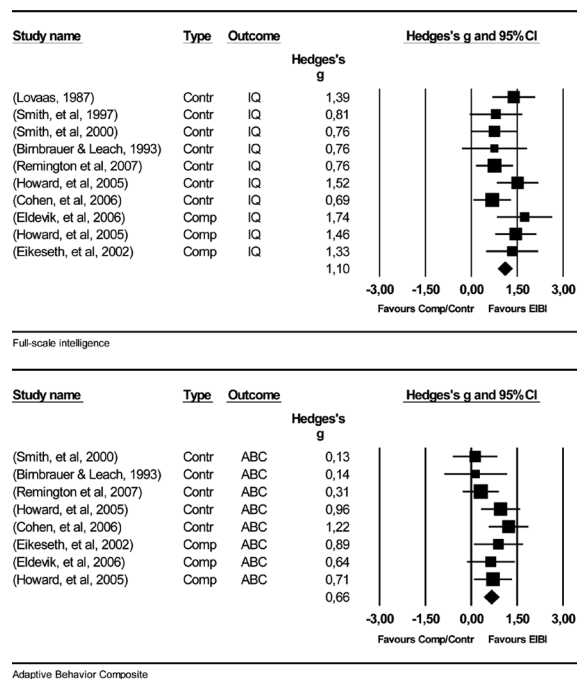 Study name Type Outcome Hedges's g and 95% CI
Hedges's
g
(Lovaas, 1987) Contr IQ 1,39
(Smith, et al, 1997) Contr IQ 0,81
(Smith, et al, 2000) Contr IQ 0,76
(Birnbrauer & Leach, 1993) Contr IQ 0,76
(Remington et al, 2007) Contr IQ 0,76
(Howard, et al, 2005) Contr IQ 1,52
(Cohen, et al, 2006) Contr IQ 0,69
(Eldevik, et al, 2006) Comp IQ 1,74
(Howard, et al, 2005) Comp IQ 1,46
(Eikeseth, et al, 2002) Comp IQ 1,33
1,10
-3,00 -1,50 0,00 1,50 3,00
Favours Comp/Contr Favours EIBI
Full-scale intelligence
Study name Type Outcome Hedges's g and 95% CI
Hedges's
g
(Smith, et al, 2000) Contr ABC 0,13
(Birnbrauer & Leach, 1993) Contr ABC 0,14
(Remington et al, 2007) Contr ABC 0,31
(Howard, et al, 2005) Contr ABC 0,96
(Cohen, et al, 2006) Contr ABC 1,22
(Eikeseth, et al, 2002) Comp ABC 0,89
(Eldevik, et al, 2006) Comp ABC 0,64
(Howard, et al, 2005) Comp ABC 0,71
0,66
-3,00 -1,50 0,00 1,50 3,00
Favours Comp/Contr Favours EIBI
Adaptive Behavior Composite